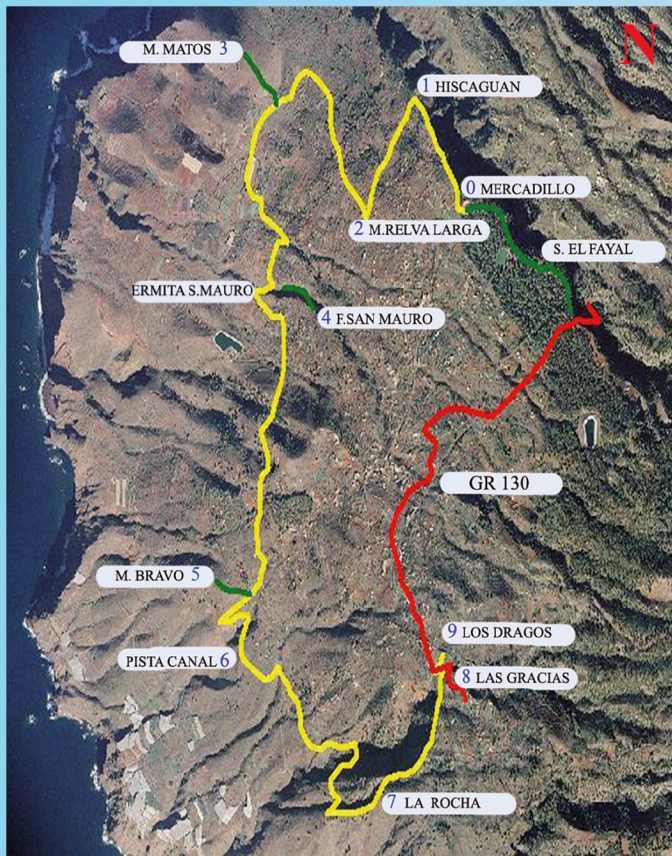 N
M. MATOS 3
1 HISCAGUAN
0 MERCADILLO
2 M.RELVA LARGA
S. EL FAYAL
ERMITA S.MAURO
4 F.SAN MAURO
GR 130
M. BRAVO 5
9 LOS DRAGOS
PISTA CANAL 6
8 LAS GRACIAS
7 LA ROCHA